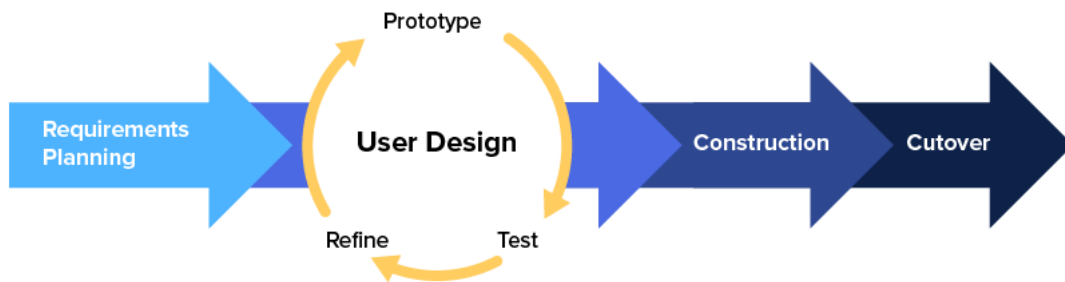 Prototype
Requirements
Planning
User Design
Construction
Cutover
Refine
Test